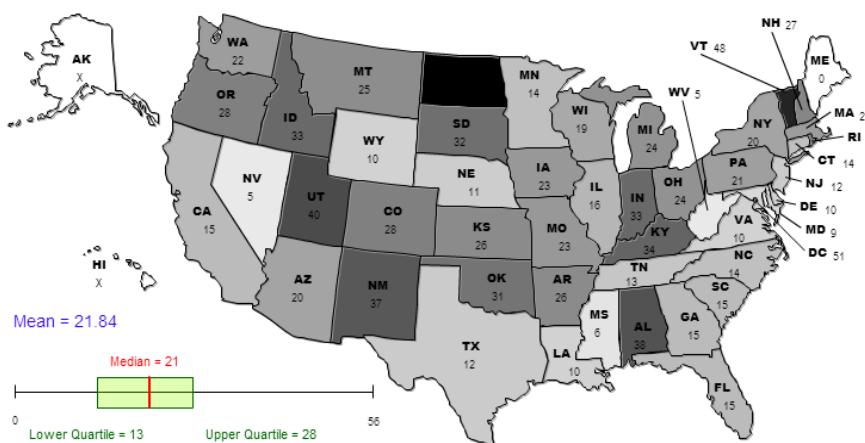 NH 27
VT 48
ME
0
AK
X
WA
22
MT
25
MN
14
WV 5
OR
28
ID
33
SD
32
WI
19
MI
24
NY
20
MA 2
RI
WY
10
CT 14
NV
5
NE
11
IA
23
PA
21
NJ 12
UT
40
CO
28
IL
16
IN
33
OH
24
DE 10
CA
15
KS
26
MO
23
KY
34
VA
10
MD 9
DC 51
HI
X
AZ
20
NM
37
OK
31
AR
26
TN
13
NC
14
SC
15
Mean = 21.84
MS
6
AL
38
GA
15
TX
12
LA
10
Median = 21
FL
15
0
56
Lower Quartile = 13
Upper Quartile = 28